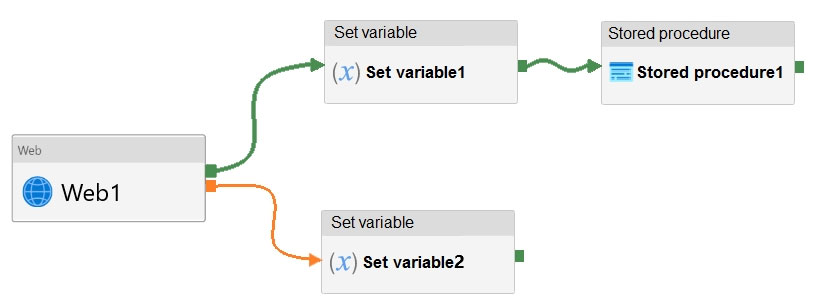 Set variable
(x) Set variable1
Stored procedure
Stored procedure1
Web
Web1
Set variable
(x) Set variable2